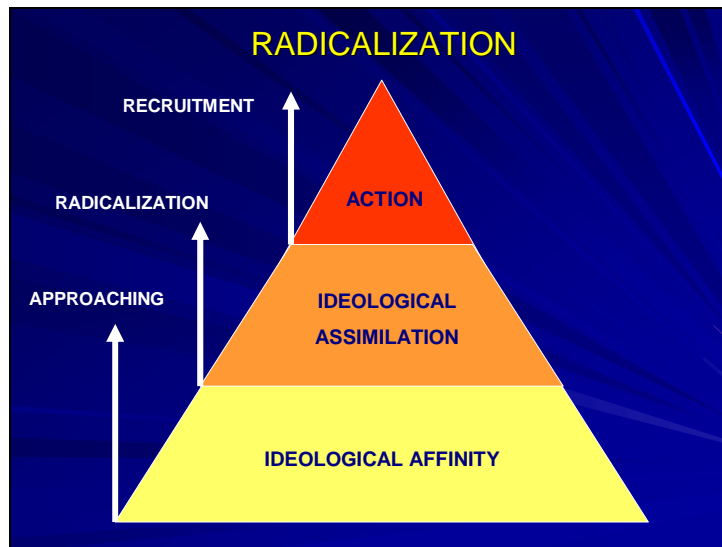 RADICALIZATION
RECRUITMENT
ACTION
RADICALIZATION
APPROACHING
IDEOLOGICAL
ASSIMILATION
IDEOLOGICAL AFFINITY